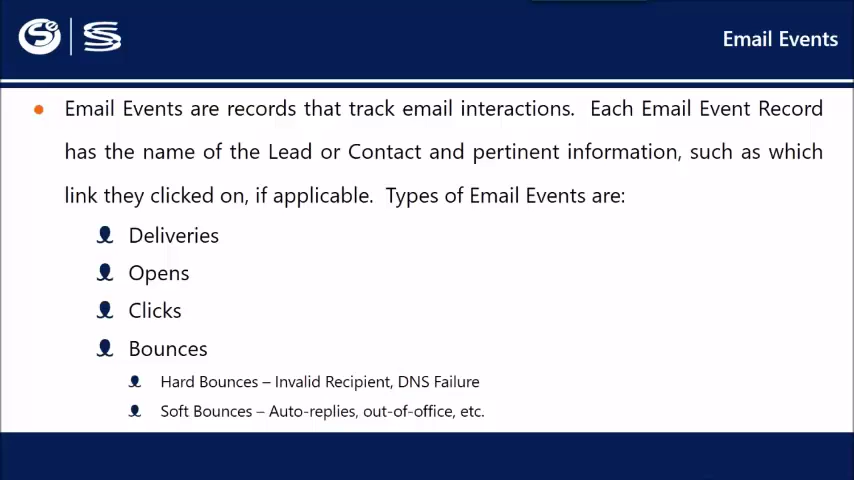 Email Events
Email Events are records that track email interactions. Each Email Event Record
has the name of the Lead or Contact and pertinent information, such as which
link they clicked on, if applicable. Types of Email Events are:
Deliveries
Opens
Clicks
Bounces
Hard Bounces – Invalid Recipient, DNS Failure
Soft Bounces – Auto-replies, out-of-office, etc.